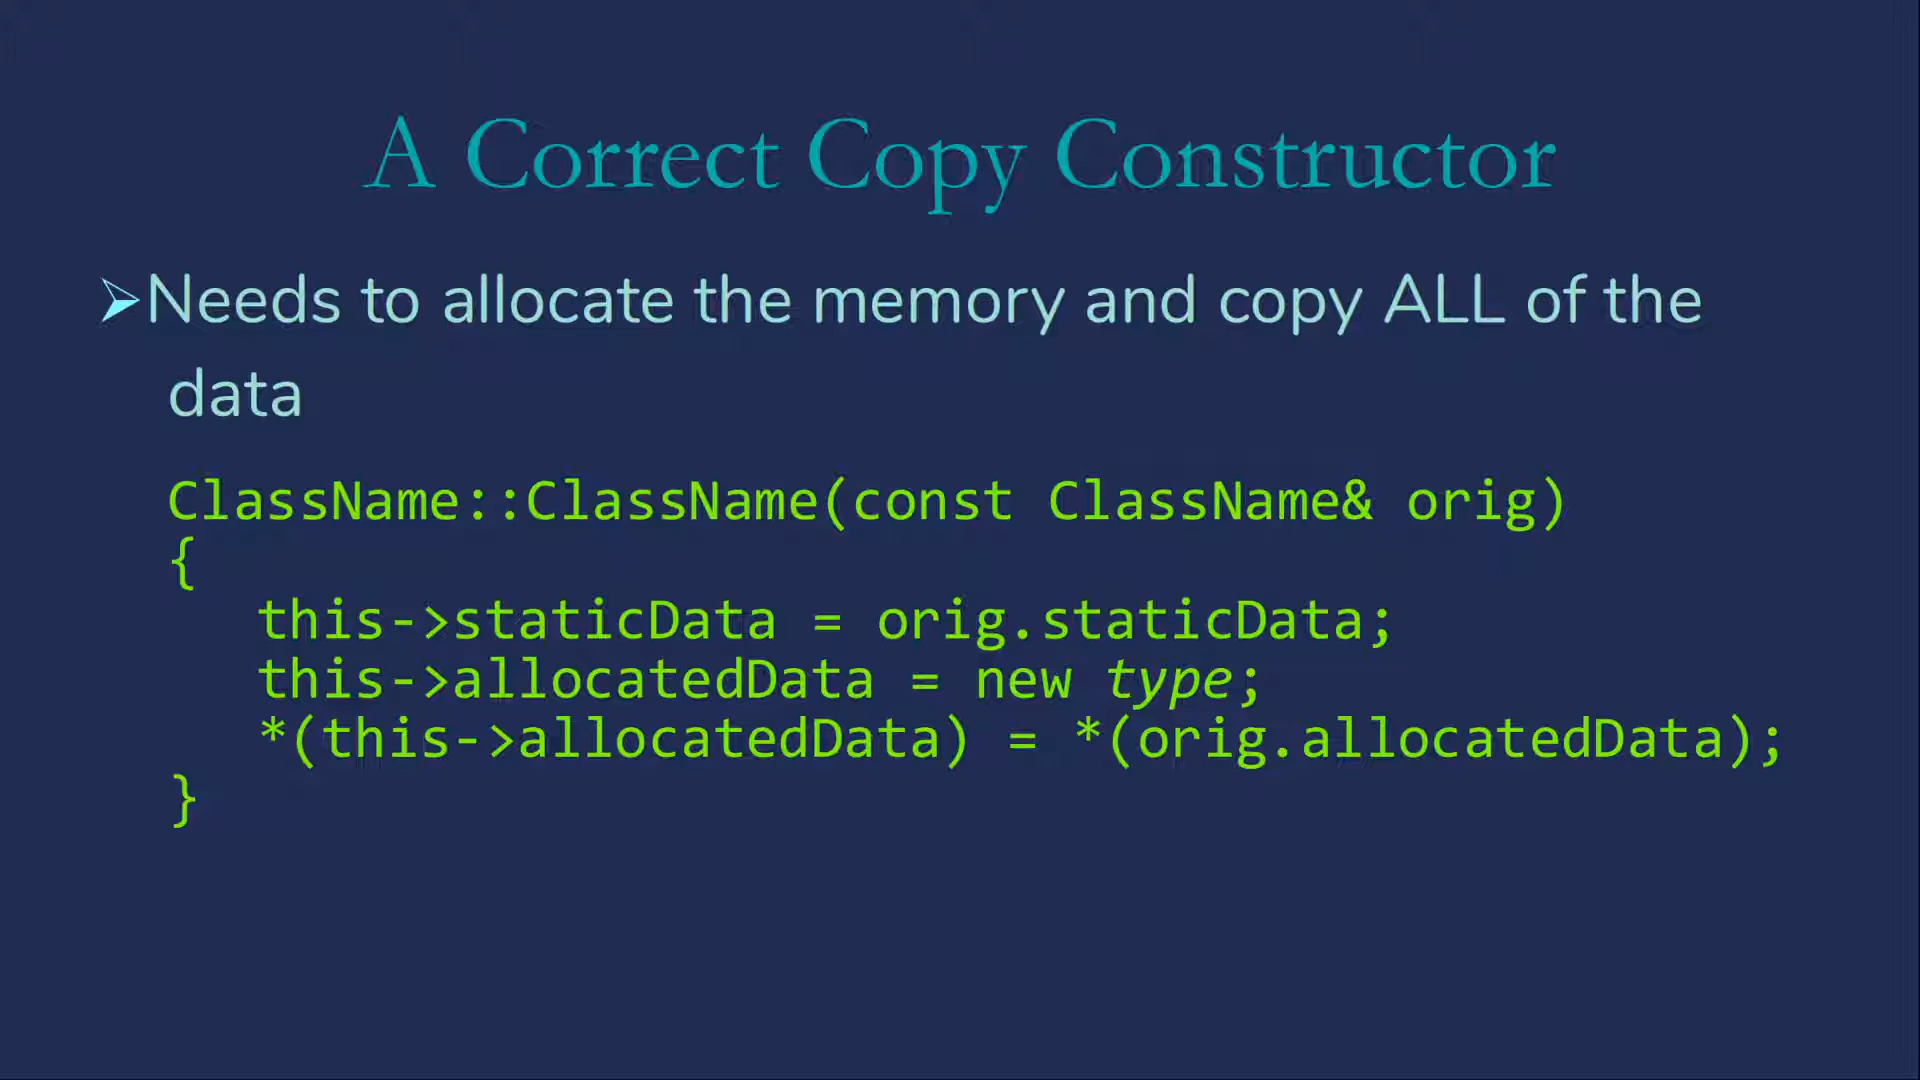 A Correct Copy Constructor
➢Needs to allocate the memory and copy ALL of the
data
ClassName::ClassName(const ClassName& orig)
{
this->staticData = orig.staticData;
this->allocatedData = new type;
*(this->allocatedData) = *(orig.allocatedData);
}